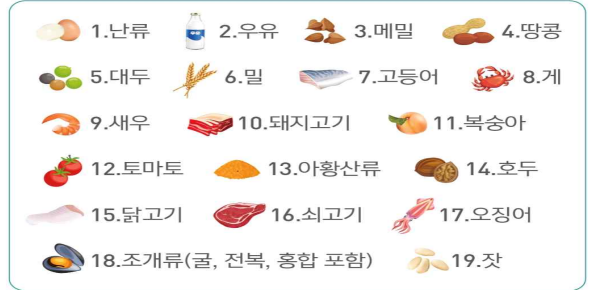 1.난류 2.우유 3.메밀 4.땅콩
5.대두 6.밀 7.고등어 8.게
9.새우 10.돼지고기 11.복숭아
12.토마토 13.아황산류 14.호두
15.닭고기 16.쇠고기 17.오징어
18.조개류(굴, 전복, 홍합 포함) 19.잣